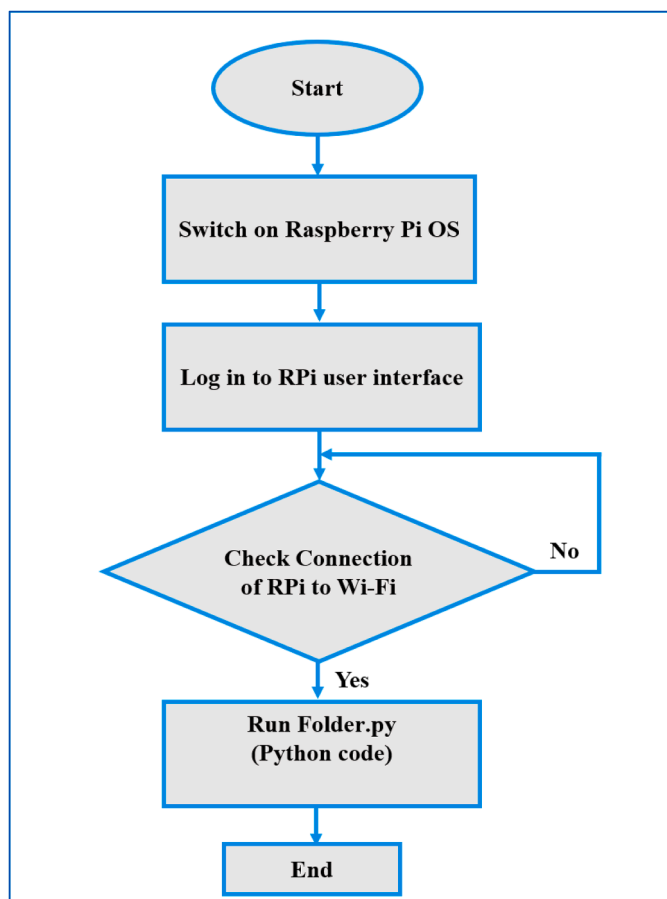 Start
Switch on Raspberry Pi OS
Log in to RPi user interface
Check Connection
of RPi to Wi-Fi
No
Yes
Run Folder.py
(Python code)
End